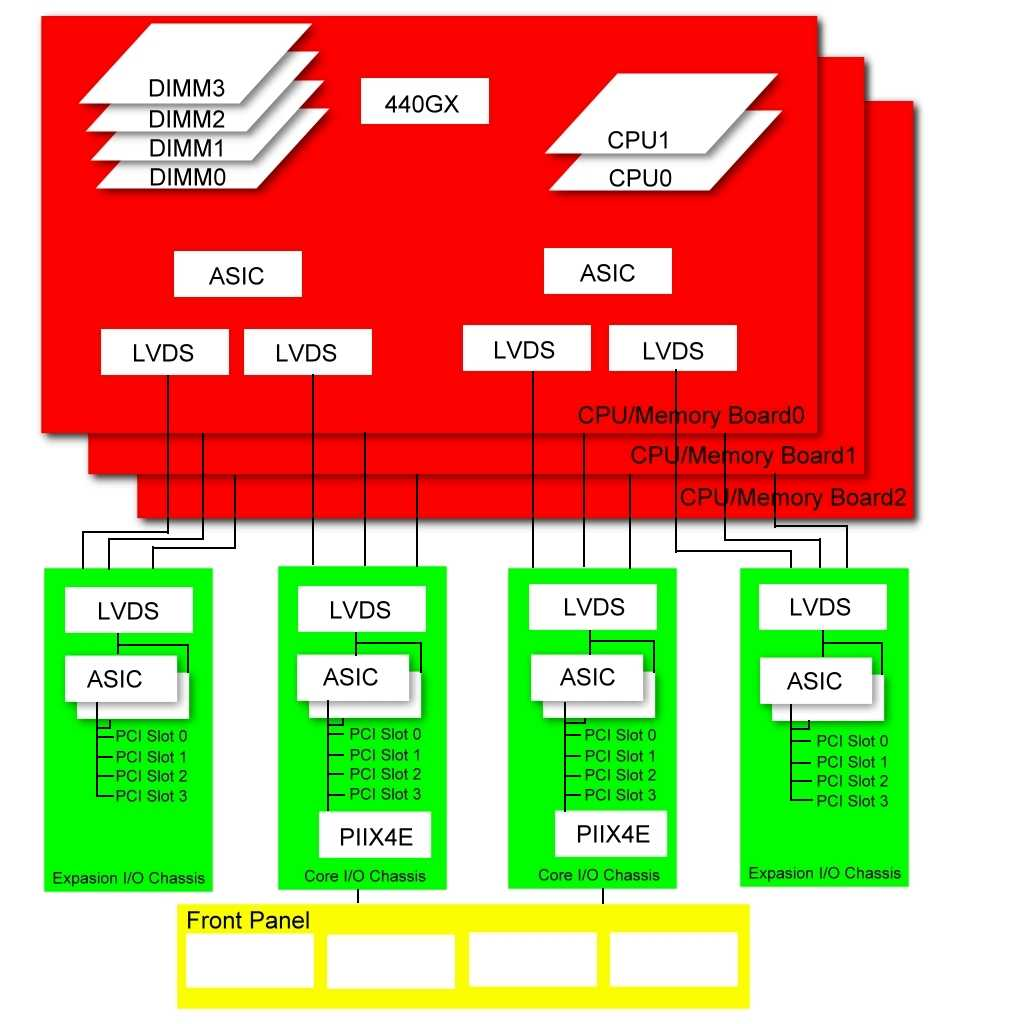 DIMM3
DIMM2
DIMM1
DIMM0
440GX
CPU1
CPU0
ASIC
ASIC
LVDS
LVDS
LVDS
LVDS
CPU/Memory Board0
CPU/Memory Board1
CPU/Memory Board2
LVDS
ASIC
PCI Slot 0
PCI Slot 1
PCI Slot 2
PCI Slot 3
Expasion I/O Chassis
LVDS
ASIC
PCI Slot 0
PCI Slot 1
PCI Slot 2
PCI Slot 3
PIIX4E
Core I/O Chassis
LVDS
ASIC
PCI Slot 0
PCI Slot 1
PCI Slot 2
PCI Slot 3
PIIX4E
Core I/O Chassis
LVDS
ASIC
PCI Slot 0
PCI Slot 1
PCI Slot 2
PCI Slot 3
Expasion I/O Chassis
Front Panel